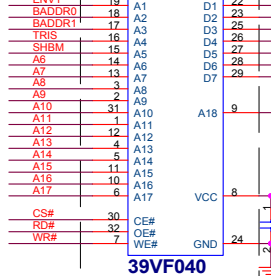 19 A1 D1 22
BADDR0 18 A2 D2 23
BADDR1 17 A3 D3 25
TRIS 16 A4 D4 26
SHBM 15 A5 D5 27
A6 14 A6 D6 28
A7 13 A7 D7 29
A8 3 A8
A9 2 A9
A10 31 A10 A18 9
A11 1 A11
A12 12 A12
A13 4 A13
A14 5 A14
A15 11 A15
A16 10 A16
A17 6 A17 VCC 8
1
CS# 30 CE#
RD# 32 OE#
WR# 7 WE# GND 24
2
39VF040